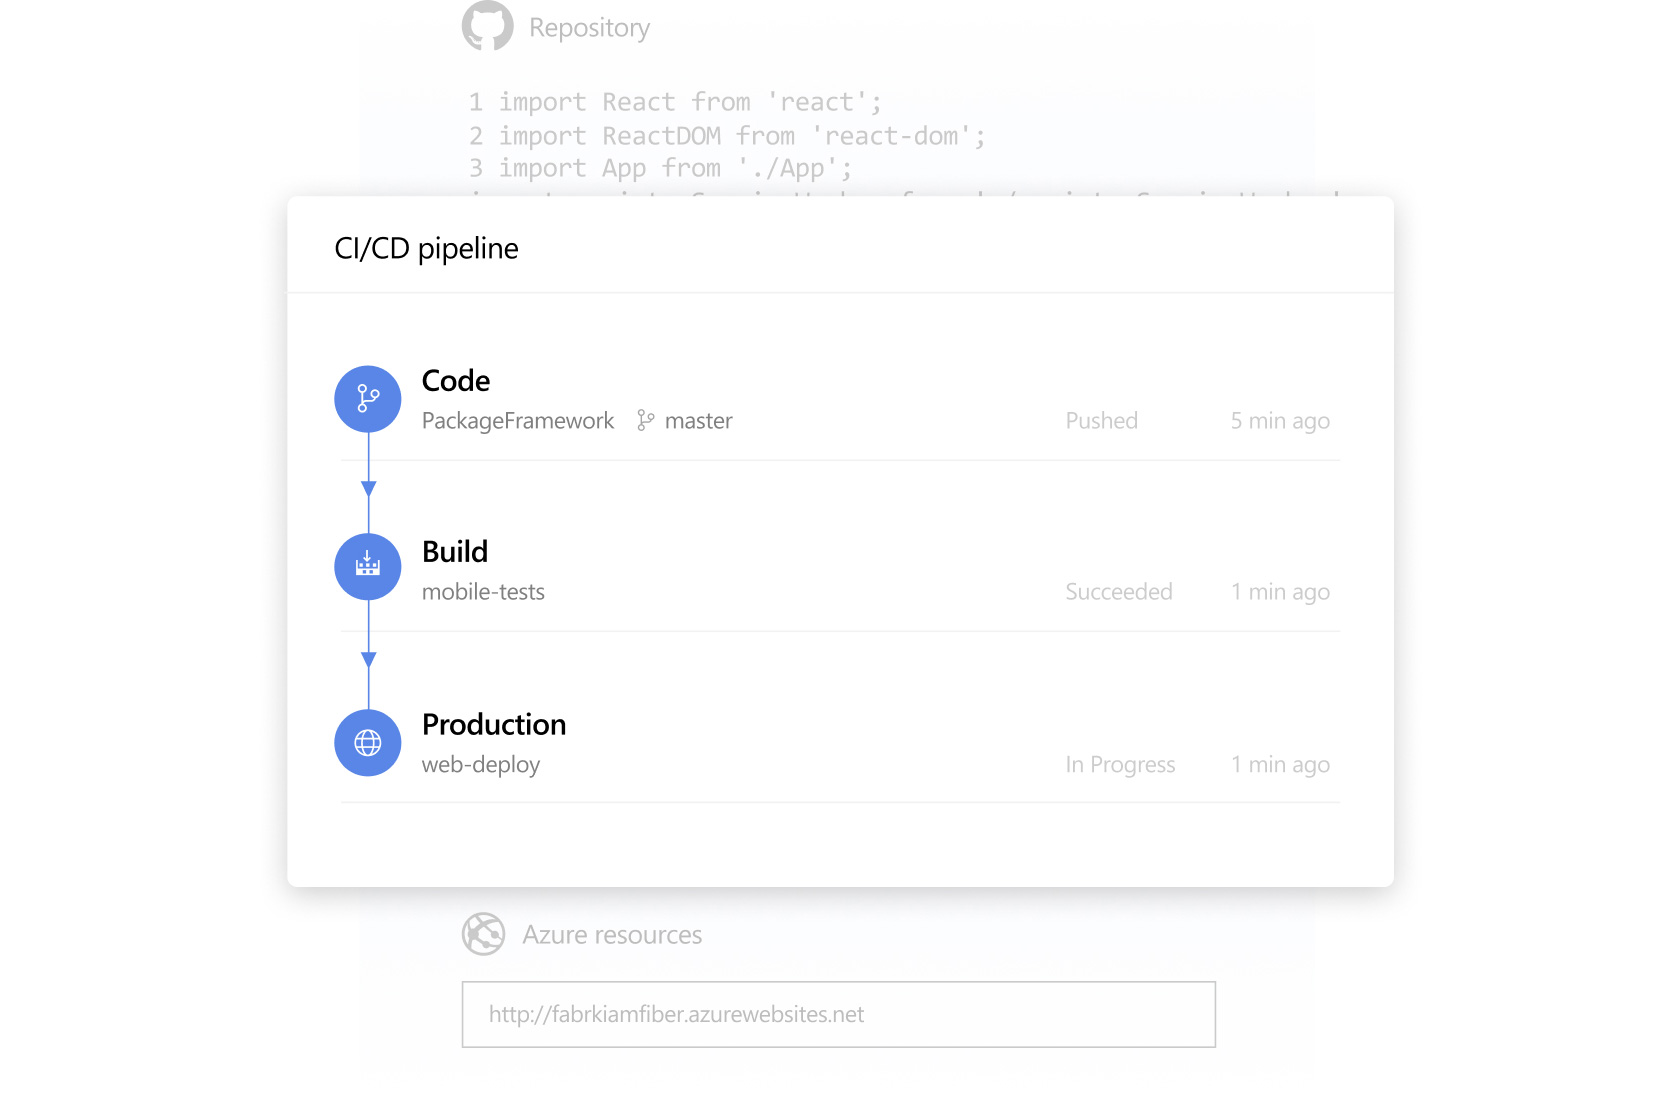 Repository
1 import React from 'react';
2 import ReactDOM from 'react-dom';
3 import App from './App';
CI/CD pipeline
Code
PackageFramework master Pushed 5 min ago
Build
mobile-tests Succeeded 1 min ago
Production
web-deploy In Progress 1 min ago
Azure resources
http://fabrkiamfiber.azurewebsites.net